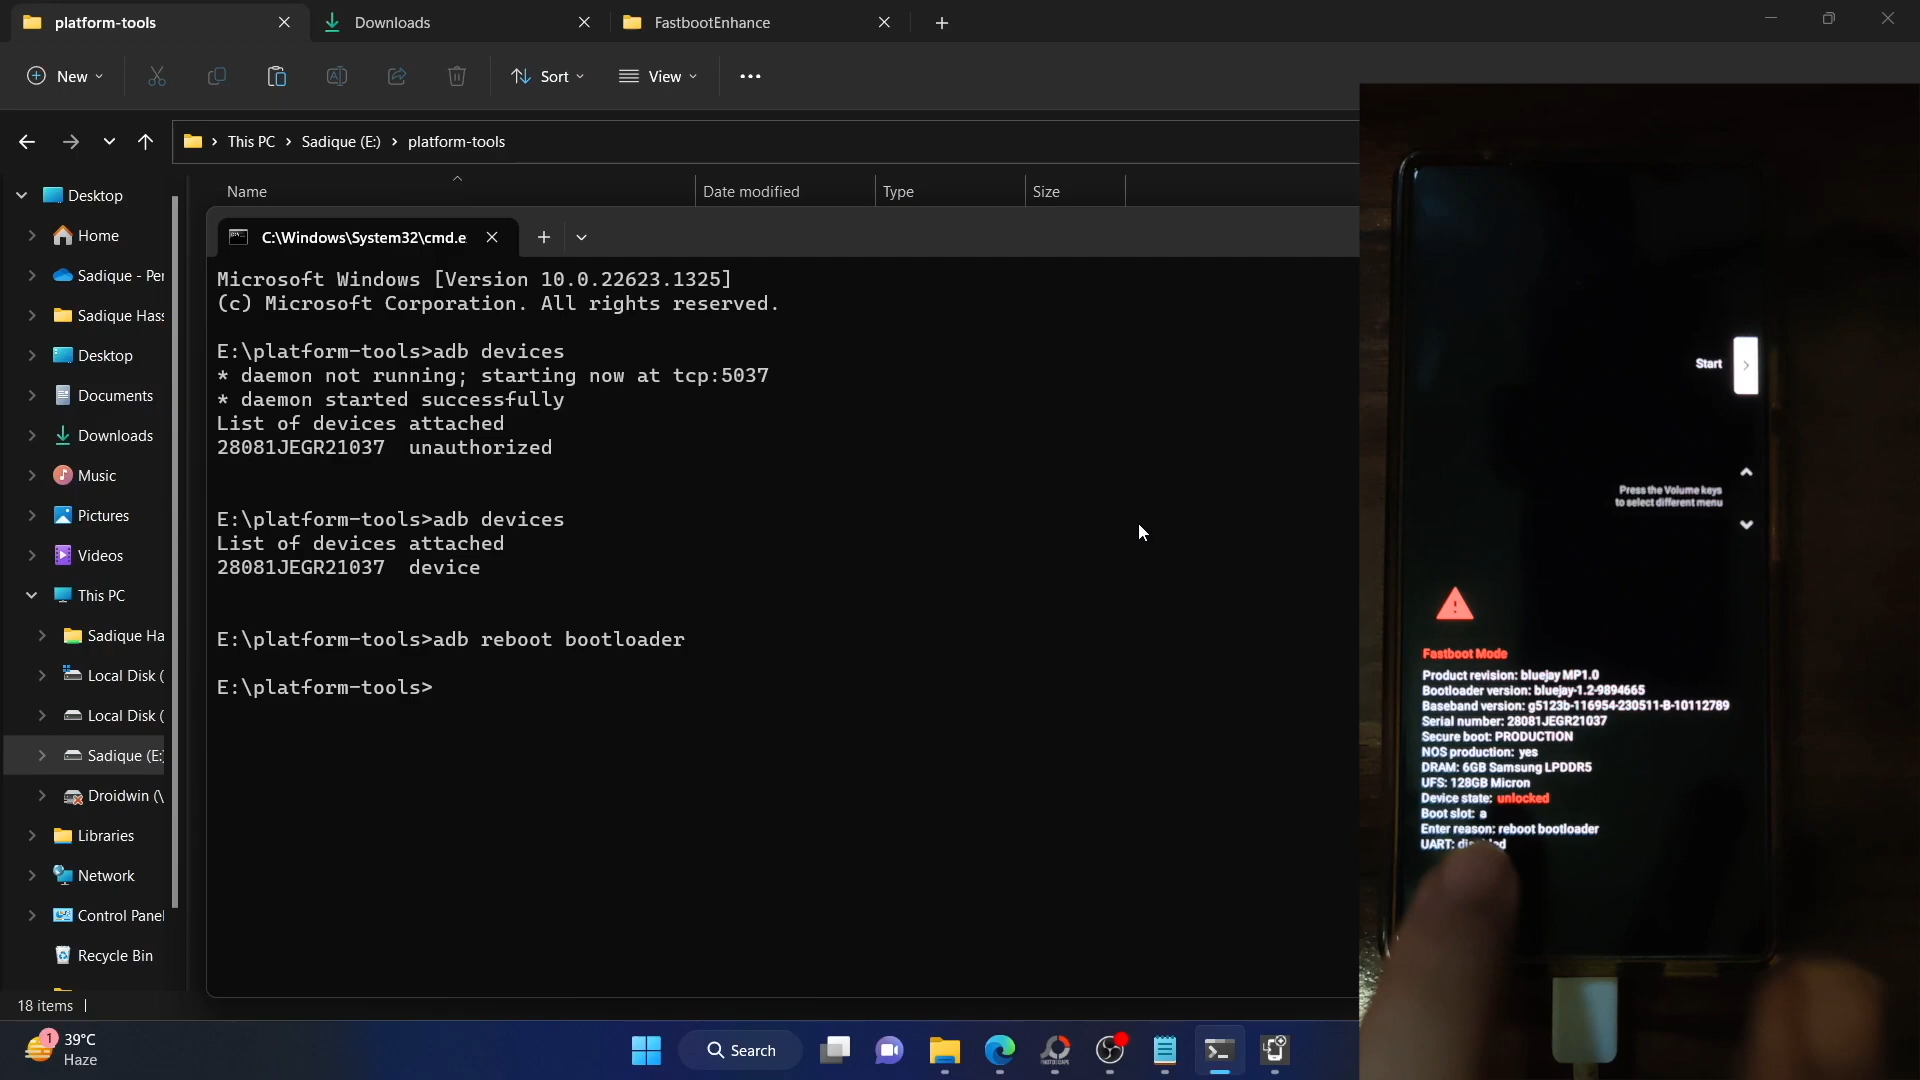 platform-tools
Downloads
FastbootEnhance
New
Sort
View
This PC
Sadique (E:)
platform-tools
Name
Date modified
Type
Size
Desktop
Home
Sadique - Per
Sadique Hass
Desktop
Documents
Downloads
Music
Pictures
Videos
This PC
Sadique Ha
Local Disk (
Local Disk (
Sadique (E:)
Droidwin (\
Libraries
Network
Control Panel
Recycle Bin
18 items
C:\Windows\System32\cmd.e
Microsoft Windows [Version 10.0.22623.1325]
(c) Microsoft Corporation. All rights reserved.
E:\platform-tools>adb devices
* daemon not running; starting now at tcp:5037
* daemon started successfully
List of devices attached
28081JEGR21037 unauthorized
E:\platform-tools>adb devices
List of devices attached
28081JEGR21037 device
E:\platform-tools>adb reboot bootloader
E:\platform-tools>
Start
Press the Volume keys
to select different menu
Fastboot Mode
Product revision: bluejay MP1.0
Bootloader version: bluejay-1.2-9894665
Baseband version: g5123b-116954-230511-B-10112789
Serial number: 28081JEGR21037
Secure boot: PRODUCTION
NOS production: yes
DRAM: 6GB Samsung LPDDR5
UFS: 128GB Micron
Device state: unlocked
Boot slot: a
Enter reason: reboot bootloader
UART:
1
39°C
Haze
Search